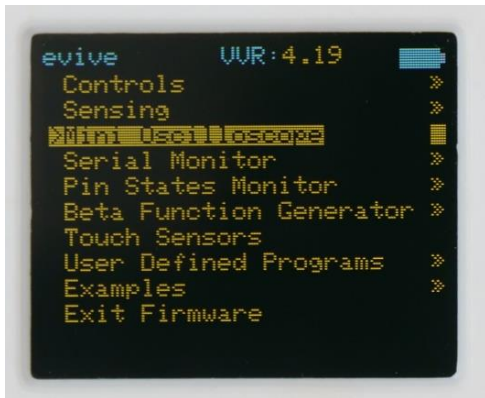 evive VVR:4.19
Controls »
Sensing »
>Mini Oscilloscope
Serial Monitor »
Pin States Monitor »
Beta Function Generator »
Touch Sensors
User Defined Programs »
Examples »
Exit Firmware